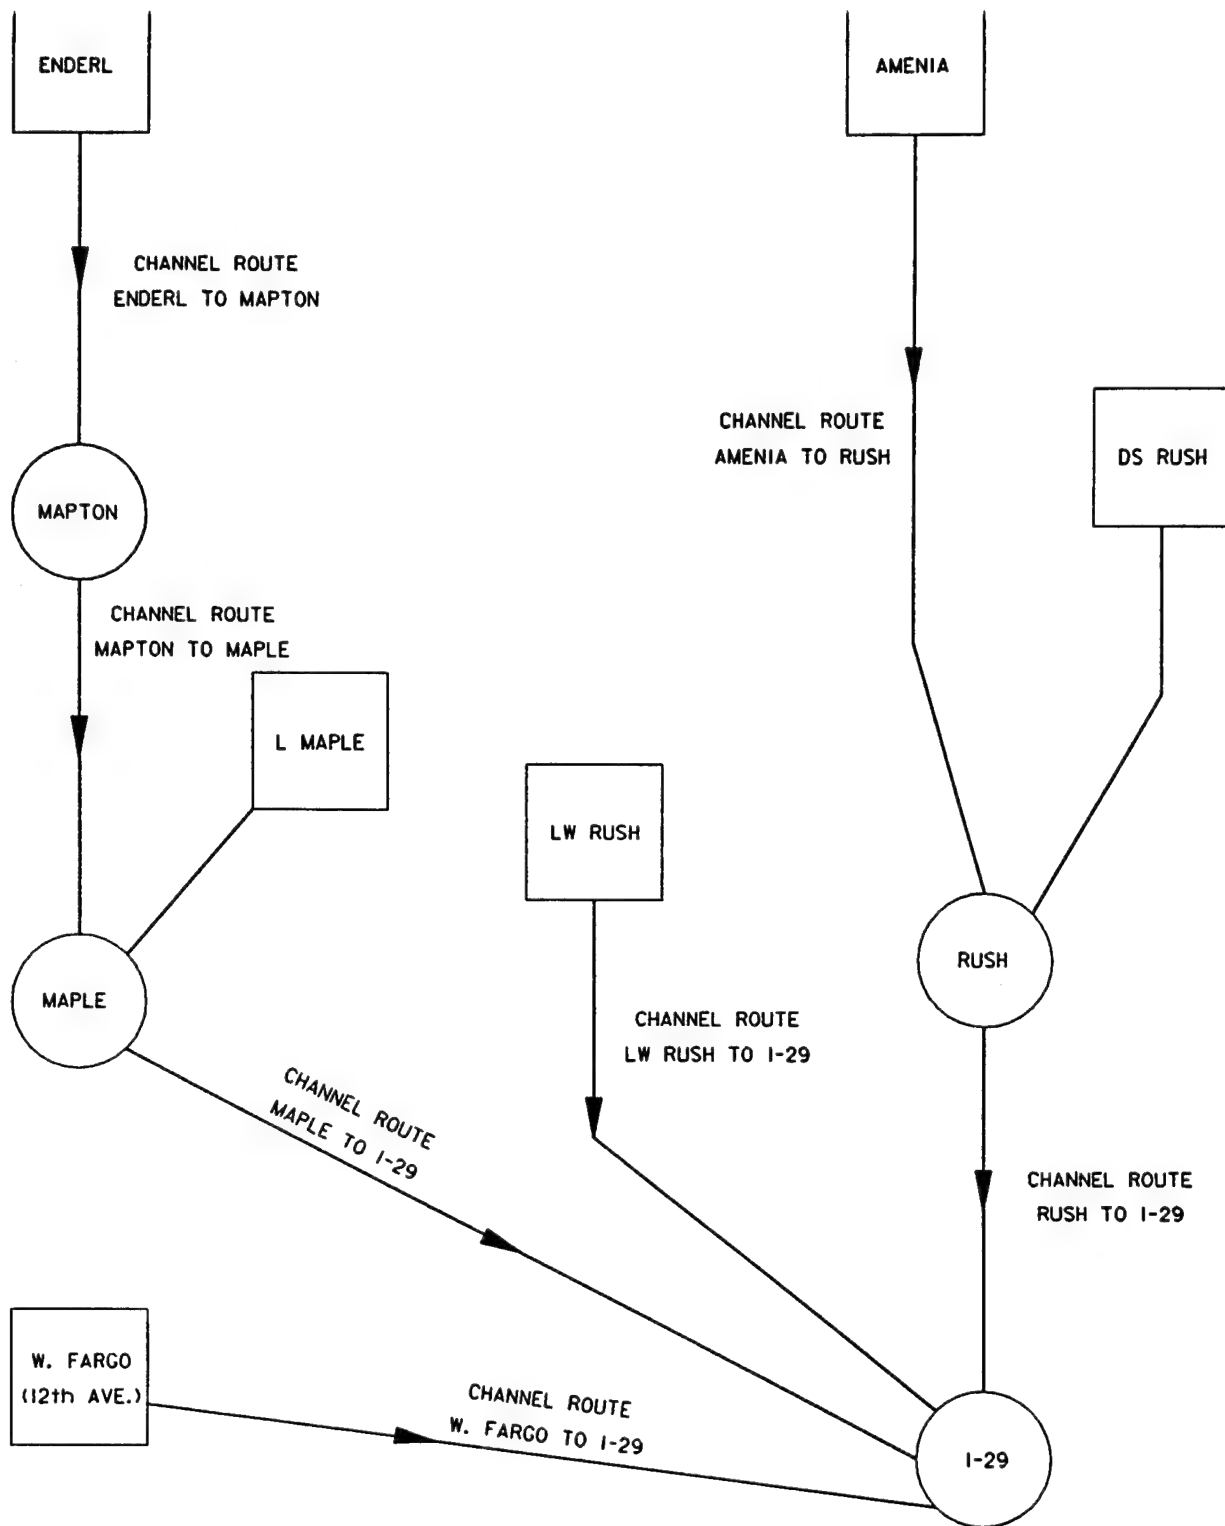 ENDERL
AMENIA
CHANNEL ROUTE
ENDERL TO MAPTON
CHANNEL ROUTE
AMENIA TO RUSH
DS RUSH
MAPTON
CHANNEL ROUTE
MAPTON TO MAPLE
L MAPLE
LW RUSH
MAPLE
RUSH
CHANNEL ROUTE
LW RUSH TO I-29
CHANNEL ROUTE
MAPLE TO I-29
CHANNEL ROUTE
RUSH TO I-29
W. FARGO
(12th AVE.)
CHANNEL ROUTE
W. FARGO TO I-29
I-29